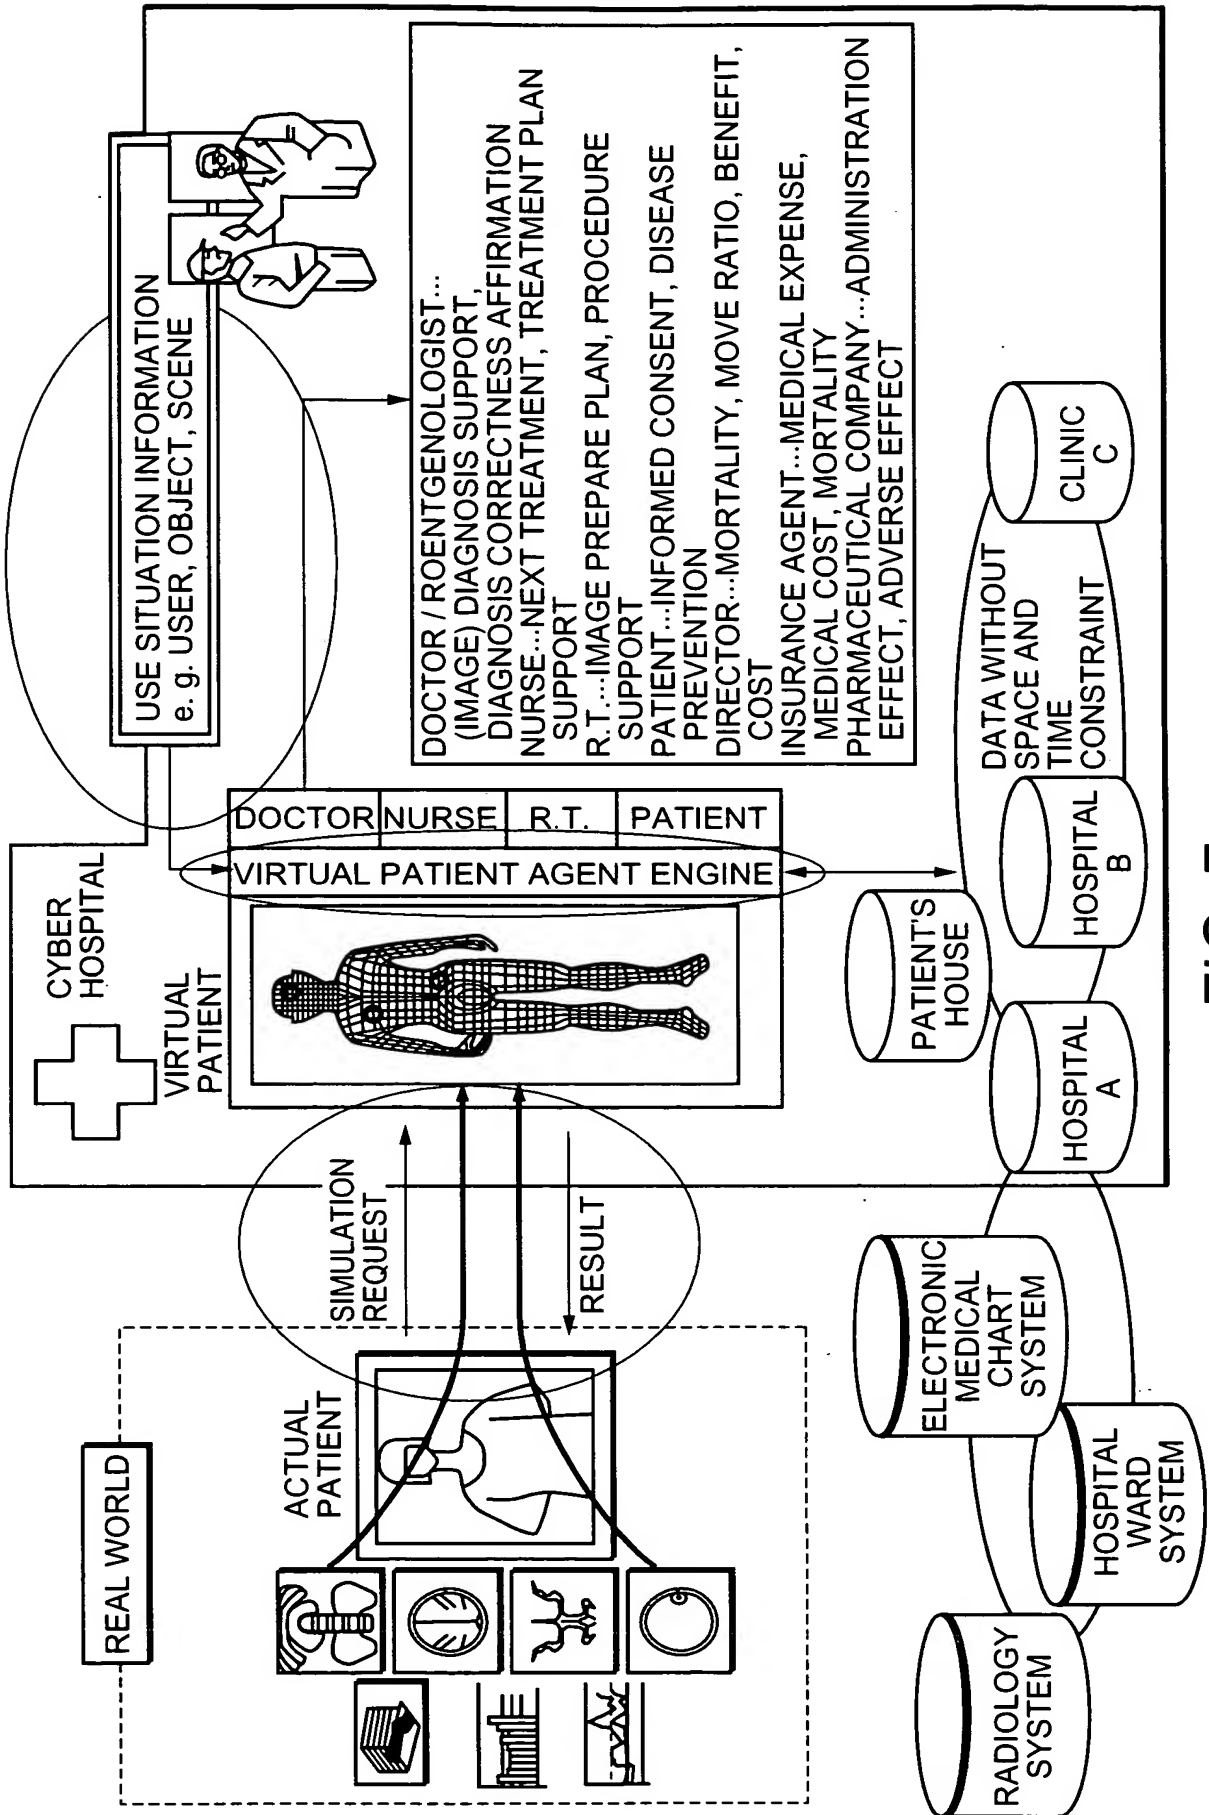 REAL WORLD
ACTUAL
PATIENT
SIMULATION
REQUEST
RESULT
CYBER
HOSPITAL
VIRTUAL
PATIENT
VIRTUAL PATIENT AGENT ENGINE
DOCTOR
NURSE
R.T.
PATIENT
USE SITUATION INFORMATION
e. g. USER, OBJECT, SCENE
DOCTOR / ROENTGENOLOGIST...
(IMAGE) DIAGNOSIS SUPPORT,
DIAGNOSIS CORRECTNESS AFFIRMATION
NURSE...NEXT TREATMENT, TREATMENT PLAN
SUPPORT
R.T....IMAGE PREPARE PLAN, PROCEDURE
SUPPORT
PATIENT...INFORMED CONSENT, DISEASE
PREVENTION
DIRECTOR...MORTALITY, MOVE RATIO, BENEFIT,
COST
INSURANCE AGENT...MEDICAL EXPENSE,
MEDICAL COST, MORTALITY
PHARMACEUTICAL COMPANY...ADMINISTRATION
EFFECT, ADVERSE EFFECT
RADIOLOGY
SYSTEM
HOSPITAL
WARD
SYSTEM
ELECTRONIC
MEDICAL
CHART
SYSTEM
HOSPITAL
A
PATIENT'S
HOUSE
HOSPITAL
B
DATA WITHOUT
SPACE AND
TIME
CONSTRAINT
CLINIC
C